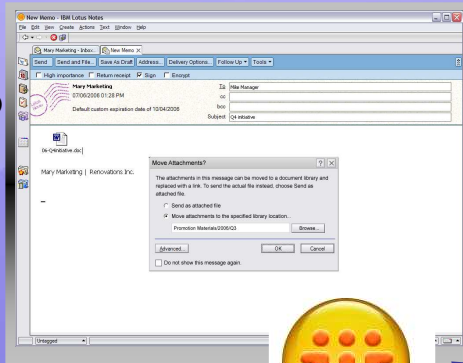 New Memo - IBM Lotus Notes
File Edit View Create Actions Text Window Help
Mary Marketing - Inbox... New Memo
Send Send and File... Save As Draft Address... Delivery Options... Follow Up Tools
High importance Return receipt Sign Encrypt
Mary Marketing
07/06/2006 01:28 PM
Default custom expiration date of 10/04/2006
To Mike Manager
cc
bcc
Subject Q4 initiative
06-Q4Initiative.doc
Mary Marketing | Renovations Inc.
Move Attachments?
The attachments in this message can be moved to a document library and
replaced with a link. To send the actual file instead, choose Send as
attached file.
Send as attached file
Move attachments to the specified library location...
Promotion Materials/2006/Q3 Browse...
Advanced... OK Cancel
Do not show this message again.
Untagged